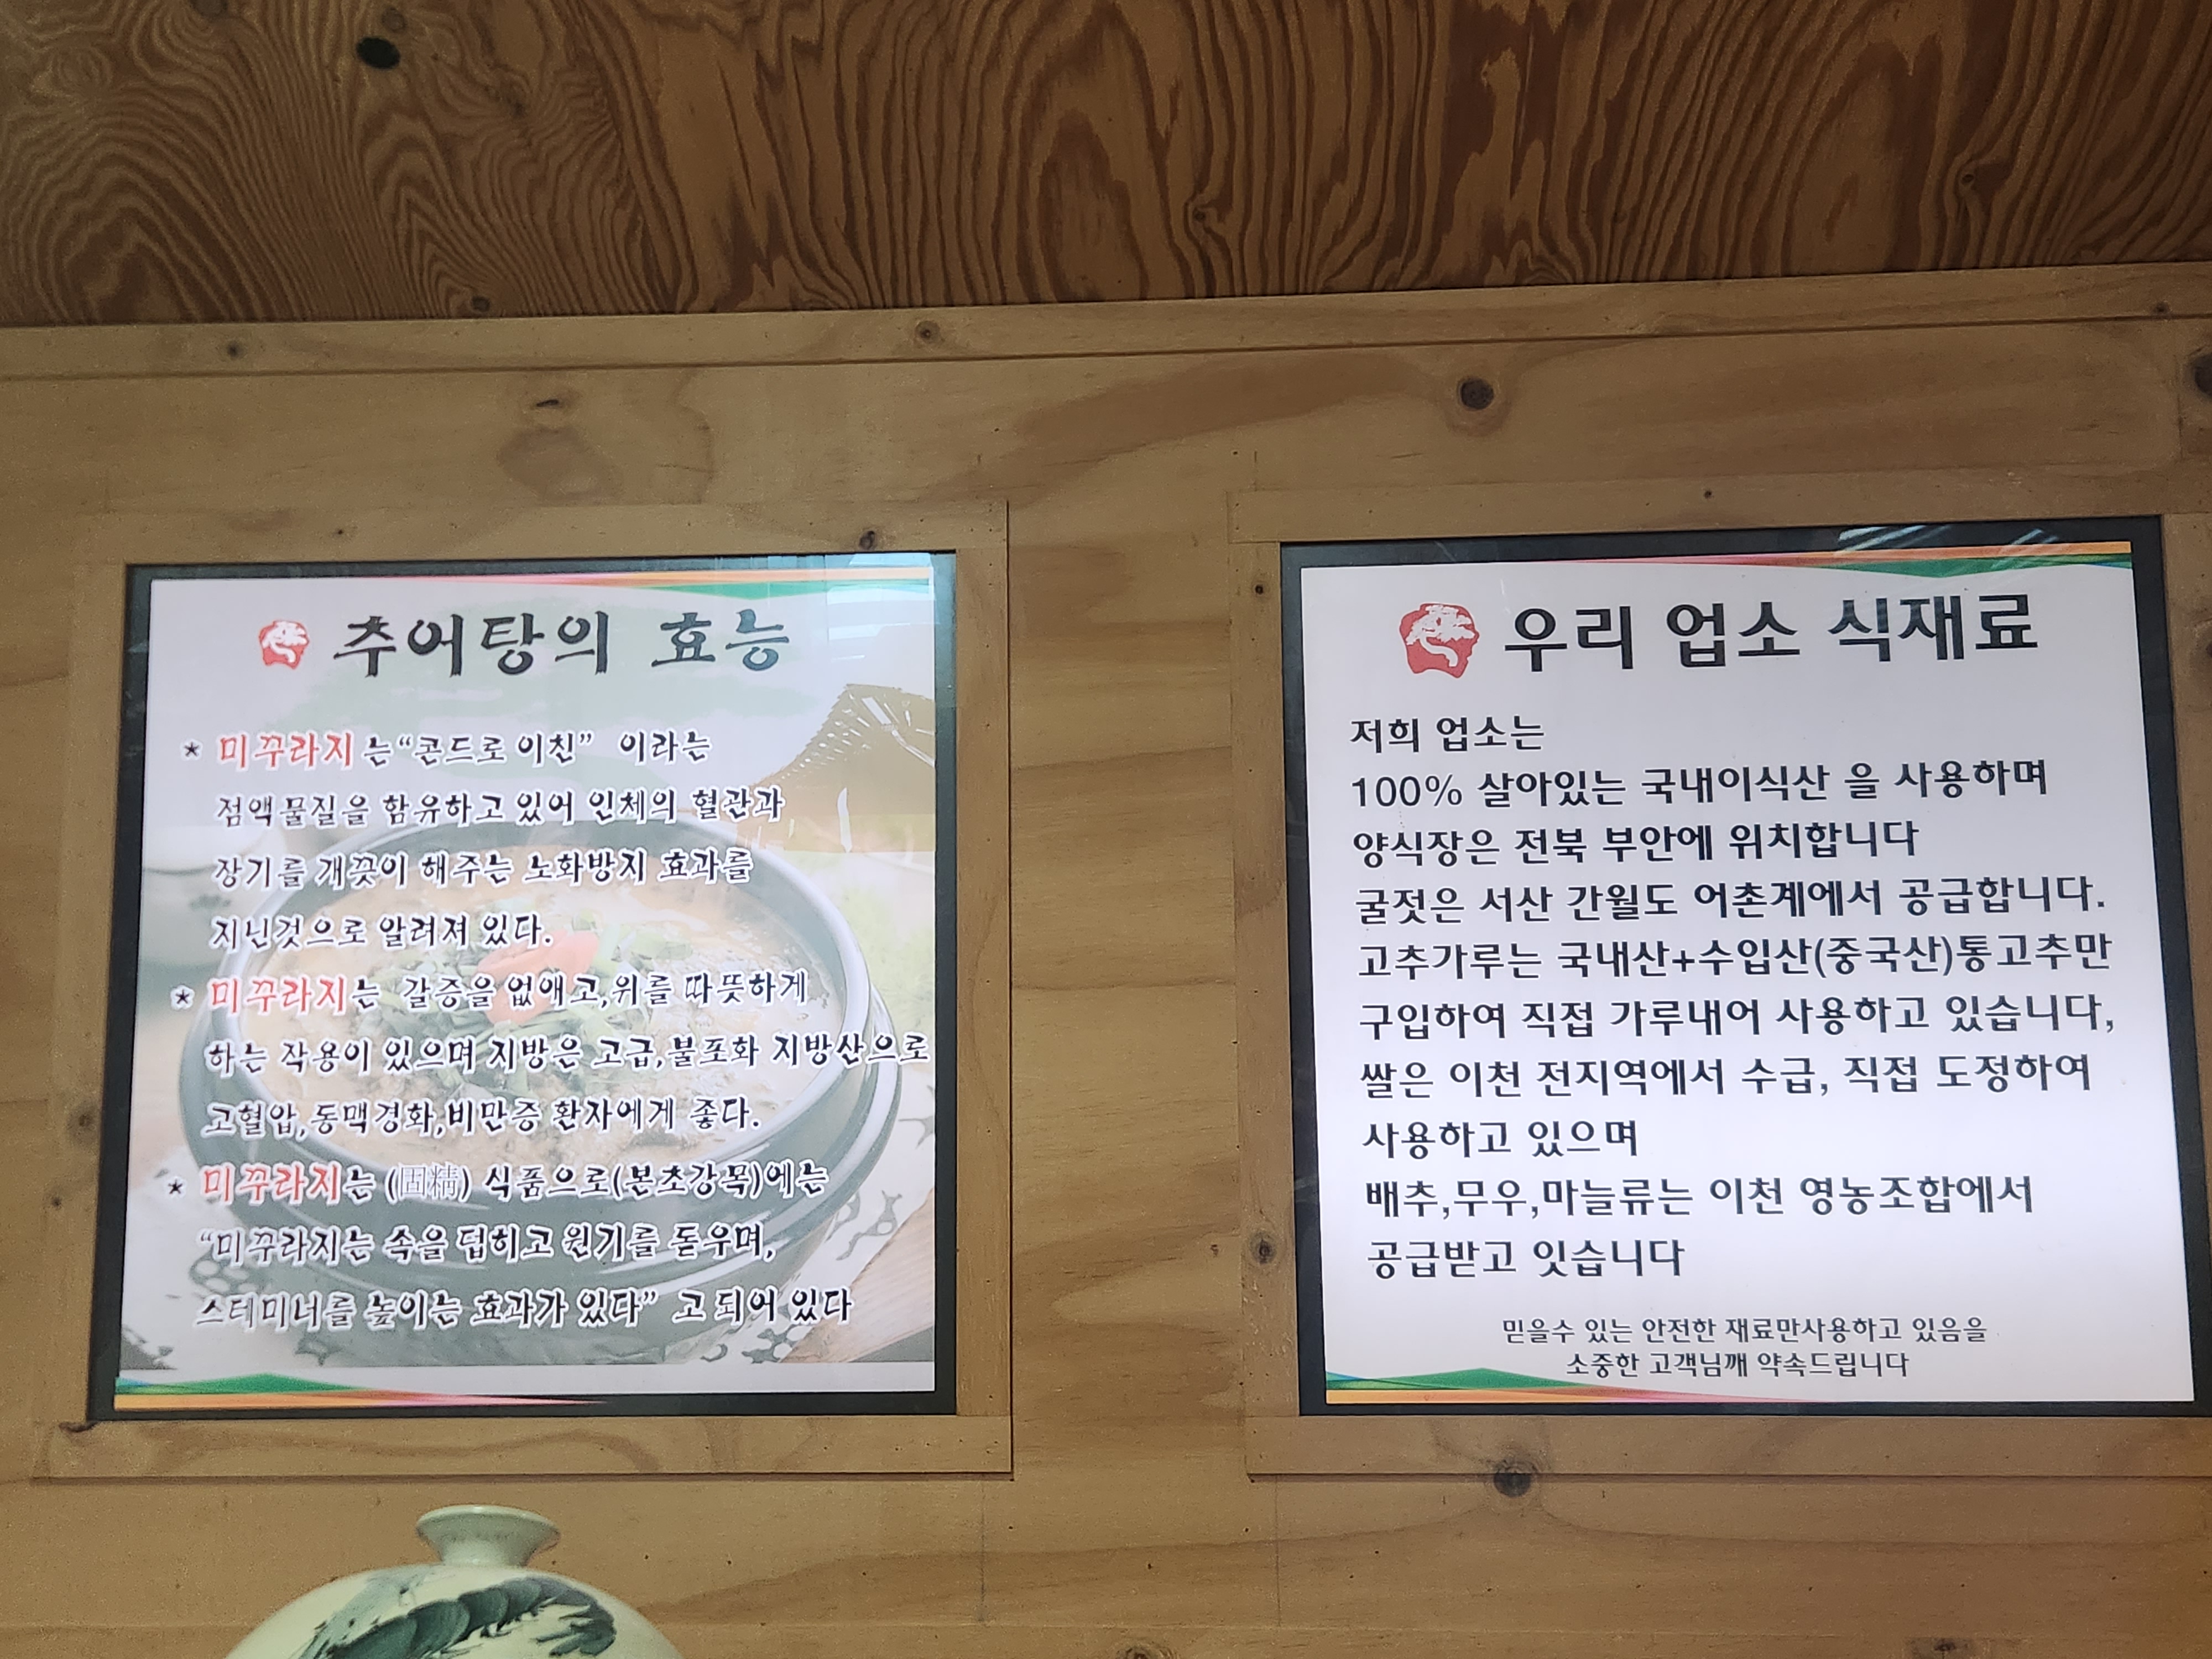 추어탕의 효능
* 미꾸라지는 “콘드로 이친” 이라는
점액물질을 함유하고 있어 인체의 혈관과
장기를 개끗이 해주는 노화방지 효과를
지닌것으로 알려져 있다.
* 미꾸라지는 갈증을 없애고,위를 따뜻하게
하는 작용이 있으며 지방은 고급,불포화 지방산으로
고혈압,동맥경화,비만증 환자에게 좋다.
* 미꾸라지는 (固精) 식품으로(본초강목)에는
“미꾸라지는 속을 덥히고 원기를 돋우며,
스테미너를 높이는 효과가 있다” 고 되어 있다
우리 업소 식재료
저희 업소는
100% 살아있는 국내이식산 을 사용하며
양식장은 전북 부안에 위치합니다
굴젓은 서산 간월도 어촌계에서 공급합니다.
고추가루는 국내산+수입산(중국산)통고추만
구입하여 직접 가루내어 사용하고 있습니다,
쌀은 이천 전지역에서 수급, 직접 도정하여
사용하고 있으며
배추,무우,마늘류는 이천 영농조합에서
공급받고 잇습니다
믿을수 있는 안전한 재료만사용하고 있음을
소중한 고객님깨 약속드립니다